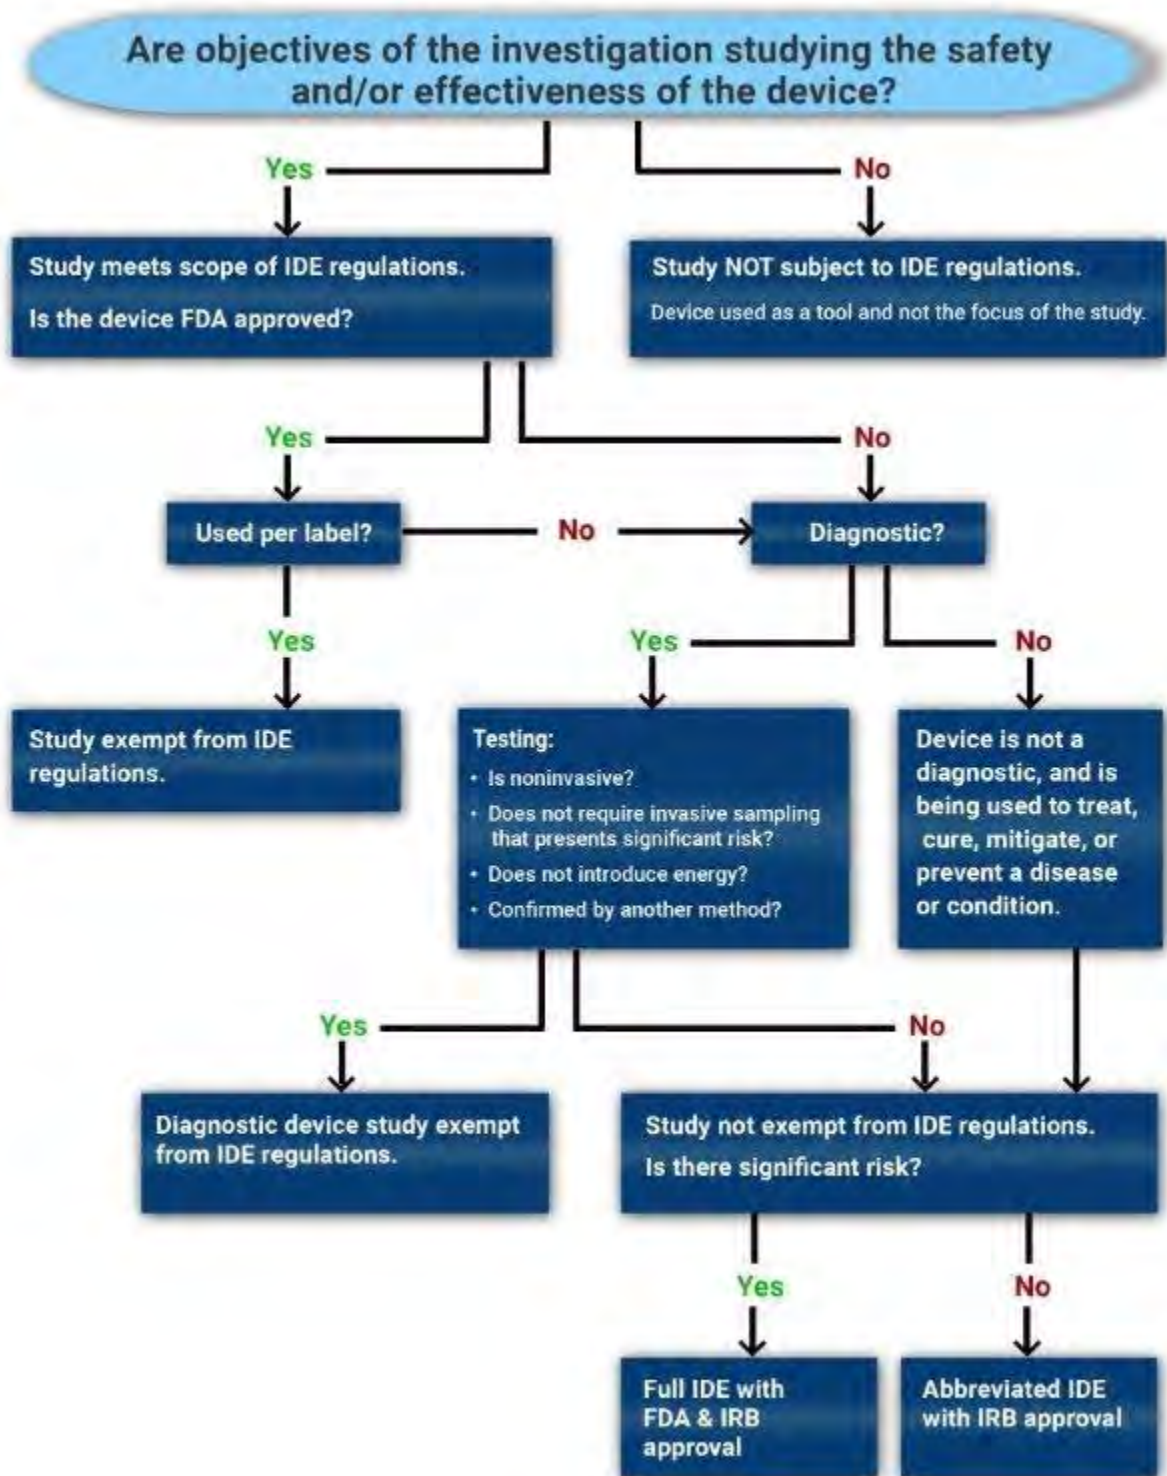 Are objectives of the investigation studying the safety
and/or effectiveness of the device?
Yes
No
Study meets scope of IDE regulations.
Is the device FDA approved?
Study NOT subject to IDE regulations.
Device used as a tool and not the focus of the study.
Yes
No
Used per label?
No
Diagnostic?
Yes
Yes
No
Study exempt from IDE
regulations.
Testing:
• Is noninvasive?
• Does not require invasive sampling
that presents significant risk?
• Does not introduce energy?
• Confirmed by another method?
Device is not a
diagnostic, and is
being used to treat,
cure, mitigate, or
prevent a disease
or condition.
Yes
No
Diagnostic device study exempt
from IDE regulations.
Study not exempt from IDE regulations.
Is there significant risk?
Yes
No
Full IDE with
FDA & IRB
approval
Abbreviated IDE
with IRB approval